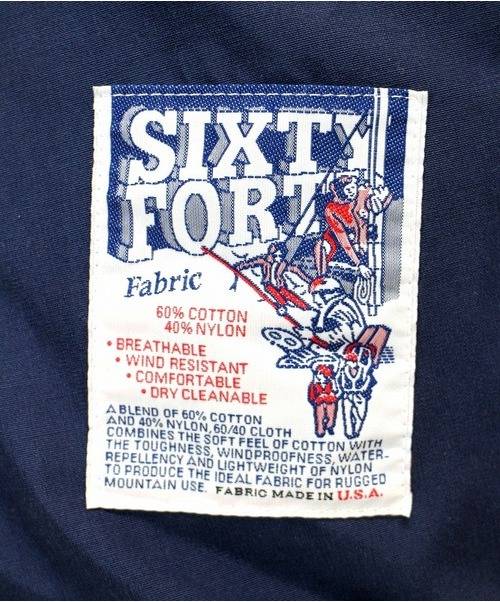 SIXTY
FORTY
Fabric
60% COTTON
40% NYLON
• BREATHABLE
• WIND RESISTANT
• COMFORTABLE
• DRY CLEANABLE
A BLEND OF 60% COTTON
AND 40% NYLON, 60/40 CLOTH
COMBINES THE SOFT FEEL OF COTTON WITH
THE TOUGHNESS, WINDPROOFNESS, WATER-
REPELLENCY AND LIGHTWEIGHT OF NYLON
TO PRODUCE THE IDEAL FABRIC FOR RUGGED
MOUNTAIN USE. FABRIC MADE IN U.S.A.